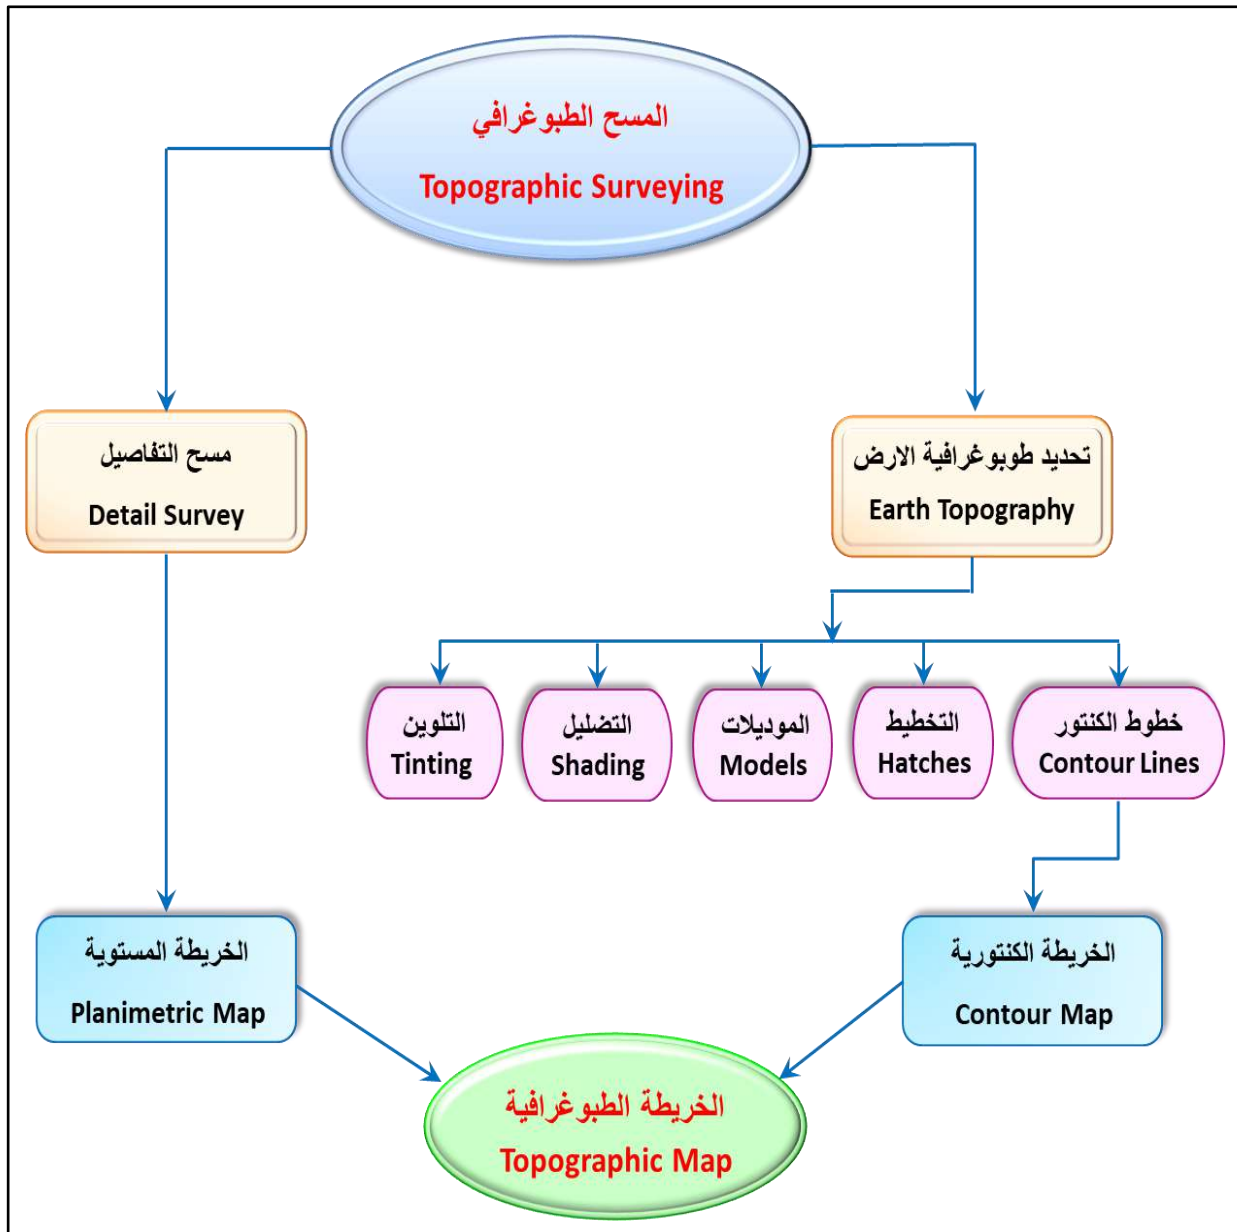 المسح الطبوغرافي
Topographic Surveying
مسح التفاصيل
Detail Survey
تحديد طوبوغرافية الارض
Earth Topography
التلوين
Tinting
التضليل
Shading
الموديلات
Models
التخطيط
Hatches
خطوط الكنتور
Contour Lines
الخريطة المستوية
Planimetric Map
الخريطة الكنتورية
Contour Map
الخريطة الطبوغرافية
Topographic Map